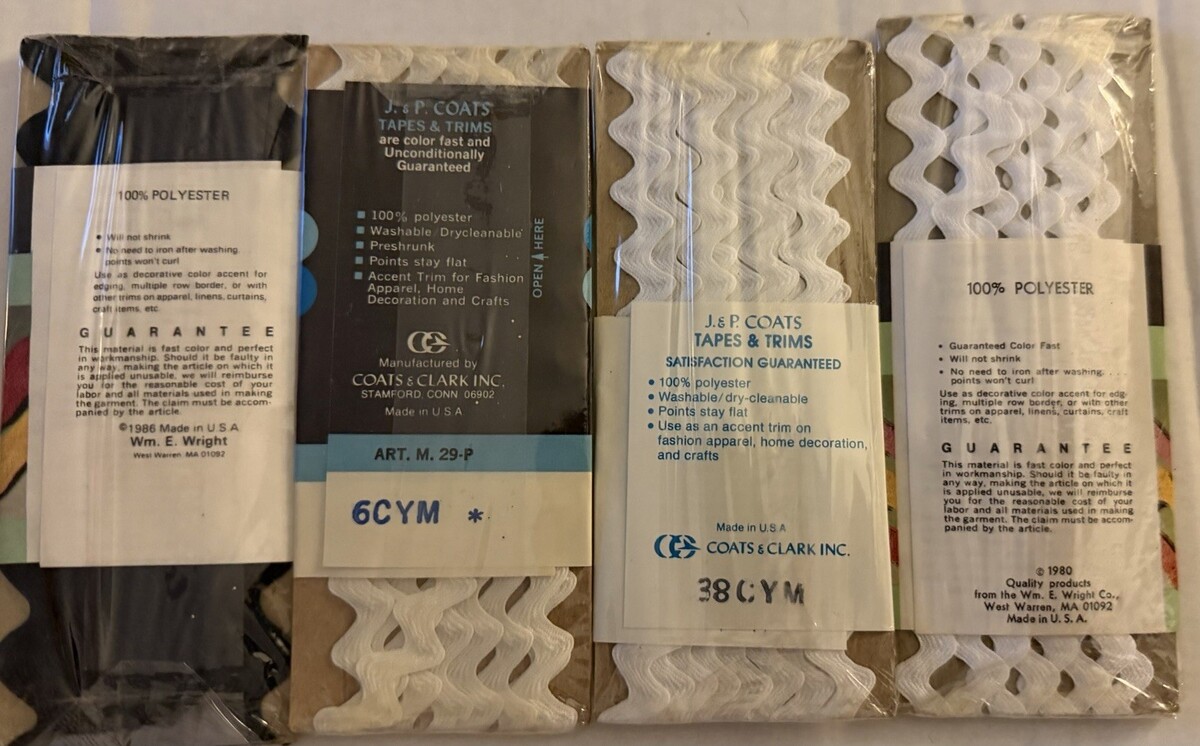 100% POLYESTER
• Will not shrink
• No need to iron after washing.
points won't curl
Use as decorative color accent for
edging, multiple row border, or with
other trims on apparel, linens, curtains,
craft items, etc.
GUARANTEE
This material is fast color and perfect
in workmanship. Should it be faulty in
any way, making the article on which it
is applied unusable, we will reimburse
you for the reasonable cost of your
labor and all materials used in making
the garment. The claim must be accom-
panied by the article.
©1986 Made in U.S.A
Wm. E. Wright
West Warren, MA 01092
J. & P. COATS
TAPES & TRIMS
are color fast and
Unconditionally
Guaranteed
■ 100% polyester
■ Washable/Drycleanable
■ Preshrunk
■ Points stay flat
■ Accent Trim for Fashion
Apparel, Home
Decoration and Crafts
OPEN HERE
Manufactured by
COATS & CLARK INC.
STAMFORD, CONN 06902
Made in U.S.A
ART. M. 29-P
6CYM *
J. & P. COATS
TAPES & TRIMS
SATISFACTION GUARANTEED
• 100% polyester
• Washable/dry-cleanable
• Points stay flat
• Use as an accent trim on
fashion apparel, home decoration,
and crafts
Made in U.S.A
COATS & CLARK INC.
38CYM
100% POLYESTER
• Guaranteed Color Fast
• Will not shrink
• No need to iron after washing...
points won't curl
Use as decorative color accent for edg-
ing, multiple row border, or with other
trims on apparel, linens, curtains, craft
items, etc.
GUARANTEE
This material is fast color and perfect
in workmanship. Should it be faulty in
any way, making the article on which it
is applied unusable, we will reimburse
you for the reasonable cost of your
labor and all materials used in making
the garment. The claim must be accom-
panied by the article.
© 1980
Quality products
from the Wm. E. Wright Co.,
West Warren, MA 01092
Made in U.S.A.